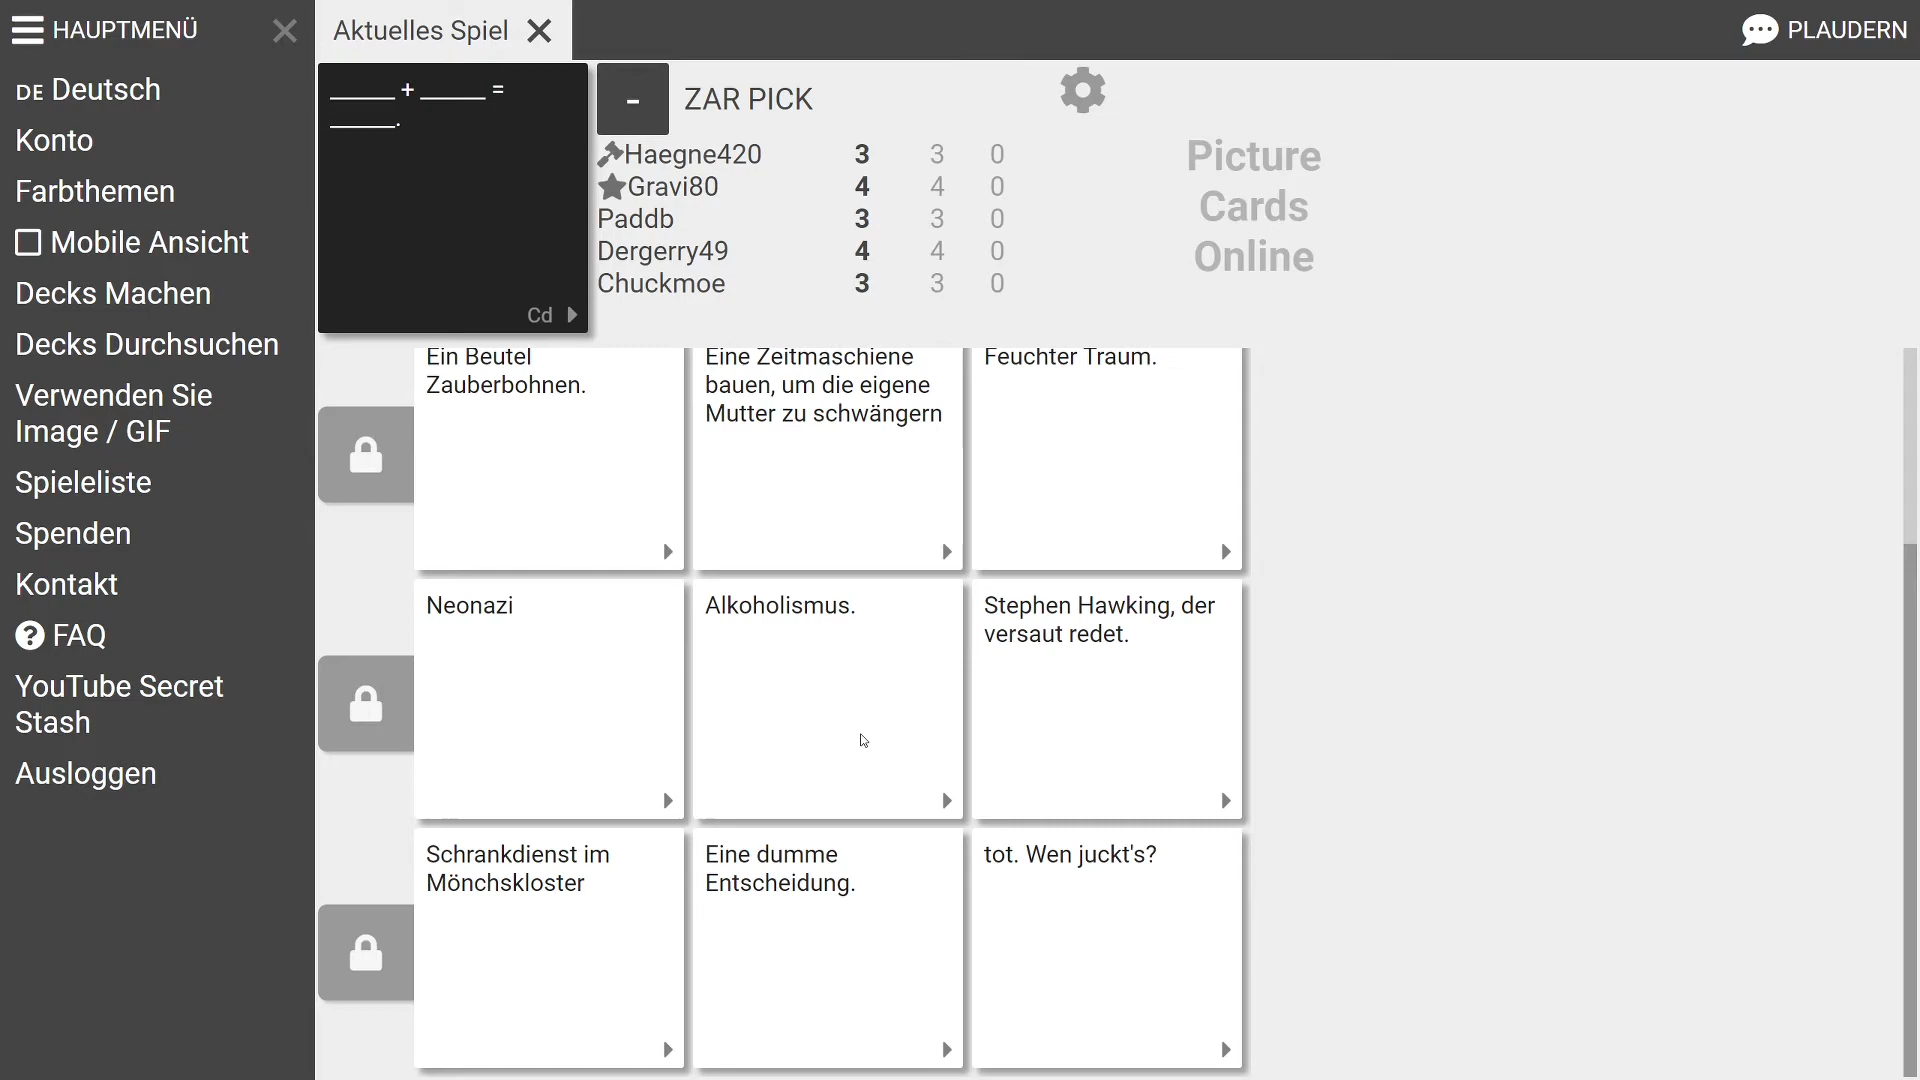 HAUPTMENÜ
Aktuelles Spiel
PLAUDERN
DE Deutsch
Konto
Farbthemen
Mobile Ansicht
Decks Machen
Decks Durchsuchen
Verwenden Sie
Image / GIF
Spieleliste
Spenden
Kontakt
FAQ
YouTube Secret
Stash
Ausloggen
______ + ______ =
______.
Cd
- ZAR PICK
Haegne420 3 3 0
Gravi80 4 4 0
Paddb 3 3 0
Dergerry49 4 4 0
Chuckmoe 3 3 0
Picture
Cards
Online
Ein Beutel
Zauberbohnen.
Eine Zeitmaschiene
bauen, um die eigene
Mutter zu schwängern
Feuchter Traum.
Neonazi
Alkoholismus.
Stephen Hawking, der
versaut redet.
Schrankdienst im
Mönchskloster
Eine dumme
Entscheidung.
tot. Wen juckt's?